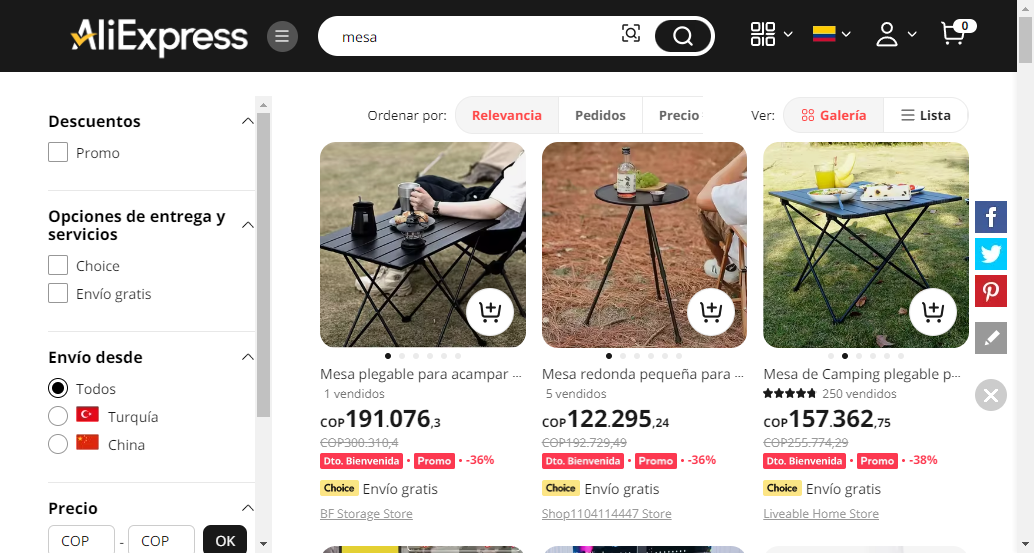 AliExpress
mesa
0
Descuentos
Promo
Opciones de entrega y
servicios
Choice
Envío gratis
Envío desde
Todos
Turquía
China
Precio
COP - COP OK
Ordenar por: Relevancia Pedidos Precio
Ver: Galería Lista
Mesa plegable para acampar ...
1 vendidos
COP191.076,3
COP300.310,4
Dto. Bienvenida • Promo • -36%
Choice Envío gratis
BF Storage Store
Mesa redonda pequeña para ...
5 vendidos
COP122.295,24
COP192.729,49
Dto. Bienvenida • Promo • -36%
Choice Envío gratis
Shop1104114447 Store
Mesa de Camping plegable p...
250 vendidos
COP157.362,75
COP255.774,29
Dto. Bienvenida • Promo • -38%
Choice Envío gratis
Liveable Home Store